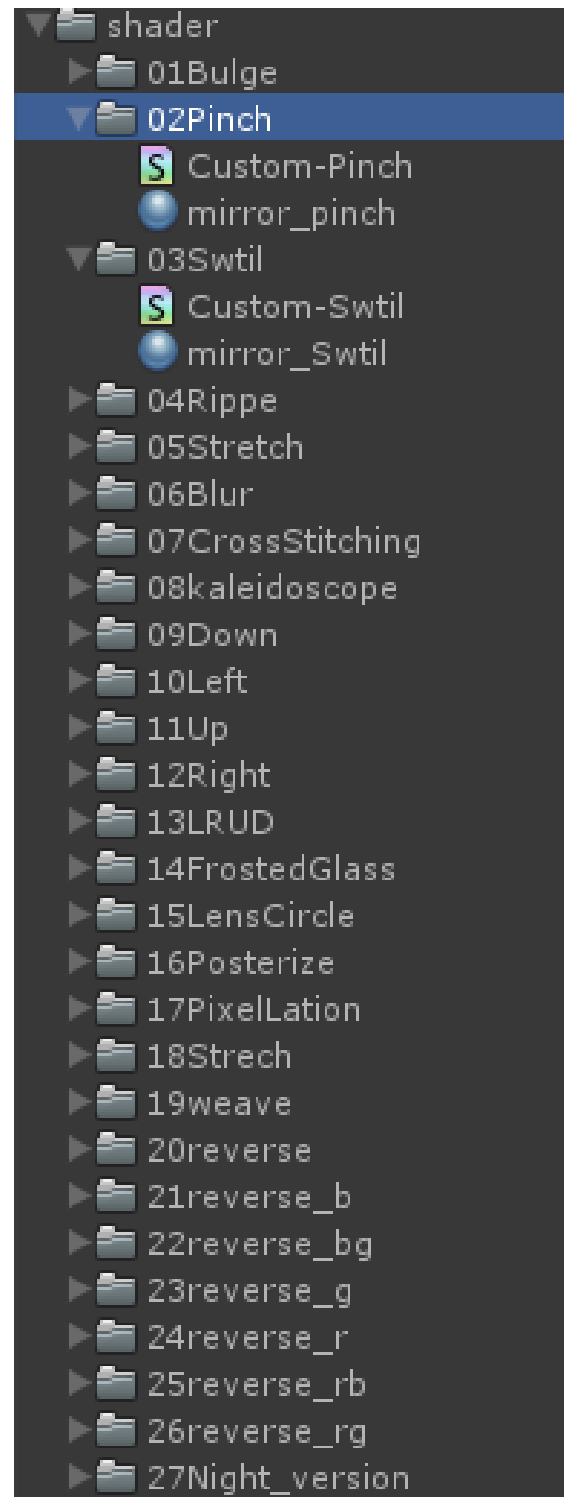 shader
01Bulge
02Pinch
Custom-Pinch
mirror_pinch
03Swtil
Custom-Swtil
mirror_Swtil
04Rippe
05Stretch
06Blur
07CrossStitching
08kaleidoscope
09Down
10Left
11Up
12Right
13LRUD
14FrostedGlass
15LensCircle
16Posterize
17PixelLation
18Strech
19weave
20reverse
21reverse_b
22reverse_bg
23reverse_g
24reverse_r
25reverse_rb
26reverse_rg
27Night_version